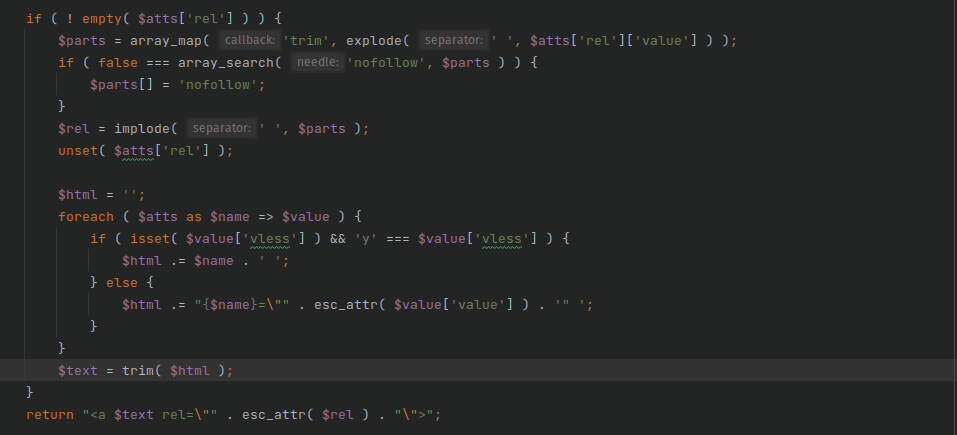 if ( ! empty( $atts['rel'] ) ) {
$parts = array_map( callback: 'trim', explode( separator: ' ', $atts['rel']['value'] ) );
if ( false === array_search( needle: 'nofollow', $parts ) ) {
$parts[] = 'nofollow';
}
$rel = implode( separator: ' ', $parts );
unset( $atts['rel'] );
$html = '';
foreach ( $atts as $name => $value ) {
if ( isset( $value['vless'] ) && 'y' === $value['vless'] ) {
$html .= $name . ' ';
} else {
$html .= "{$name}=\"" . esc_attr( $value['value'] ) . '" ';
}
}
$text = trim( $html );
}
return "<a $text rel=\"" . esc_attr( $rel ) . "\">";